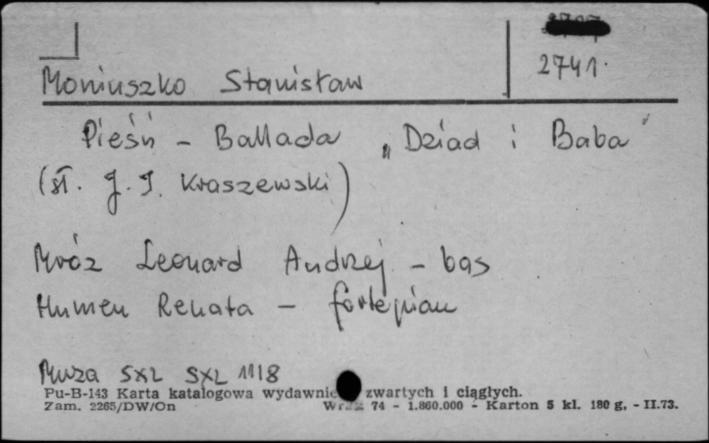 2741.
Moniuszko Stanisław
Pieśń - Ballada „Dziad i Baba"
(sł. J. I. Kraszewski)
Mróz Leonard Andrzej - bas
Humen Renata - fortepian
Muza SXL SXL 1118
Pu-B-143 Karta katalogowa wydawnic zwartych i ciągłych.
Zam. 2265/DW/On 74 - 1.860.000 - Karton 5 kl. 180 g. - II.73.